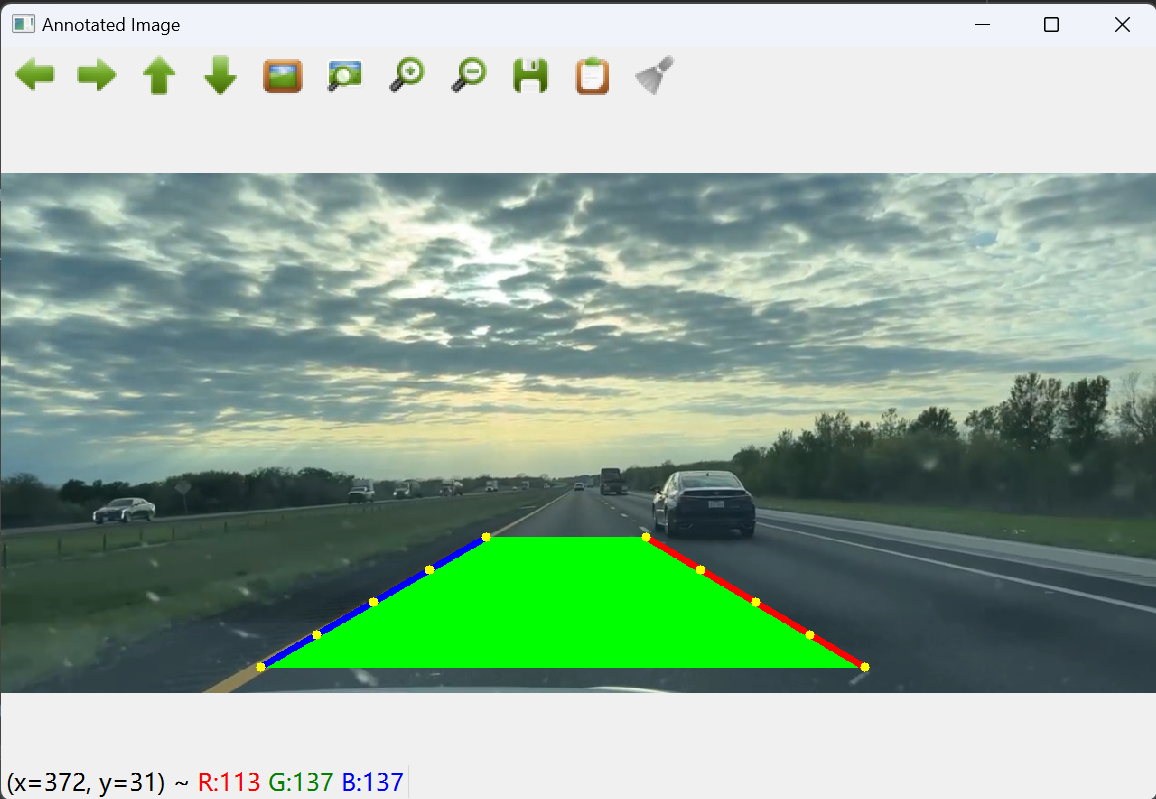 Annotated Image
(x=372, y=31) ~ R:113 G:137 B:137